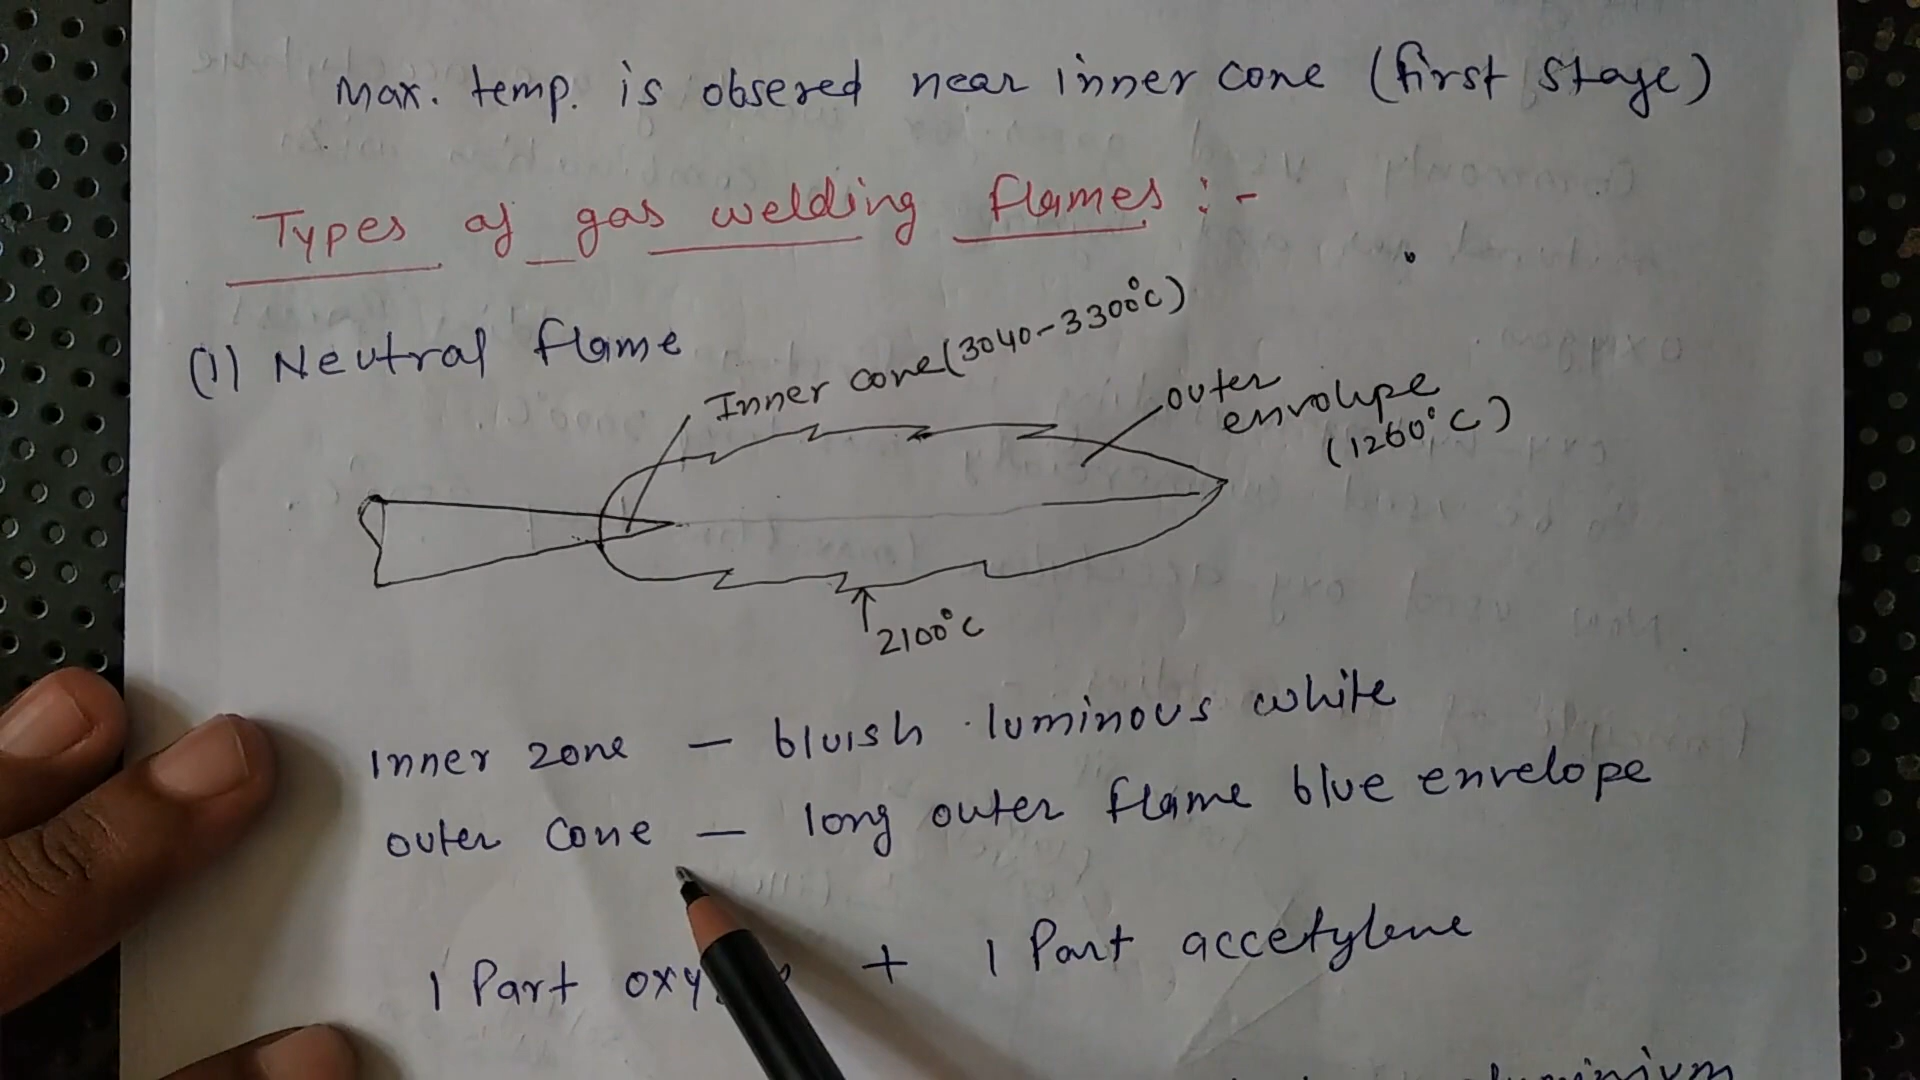 Max. temp. is obsered near inner cone (first stage)
Types of gas welding flames :-
(1) Neutral flame
Inner cone (3040-3300°C)
outer
envolupe
(1260°C)
2100°C
Inner zone — bluish luminous white
outer cone — long outer flame blue envelope
1 Part + 1 Part accetylene